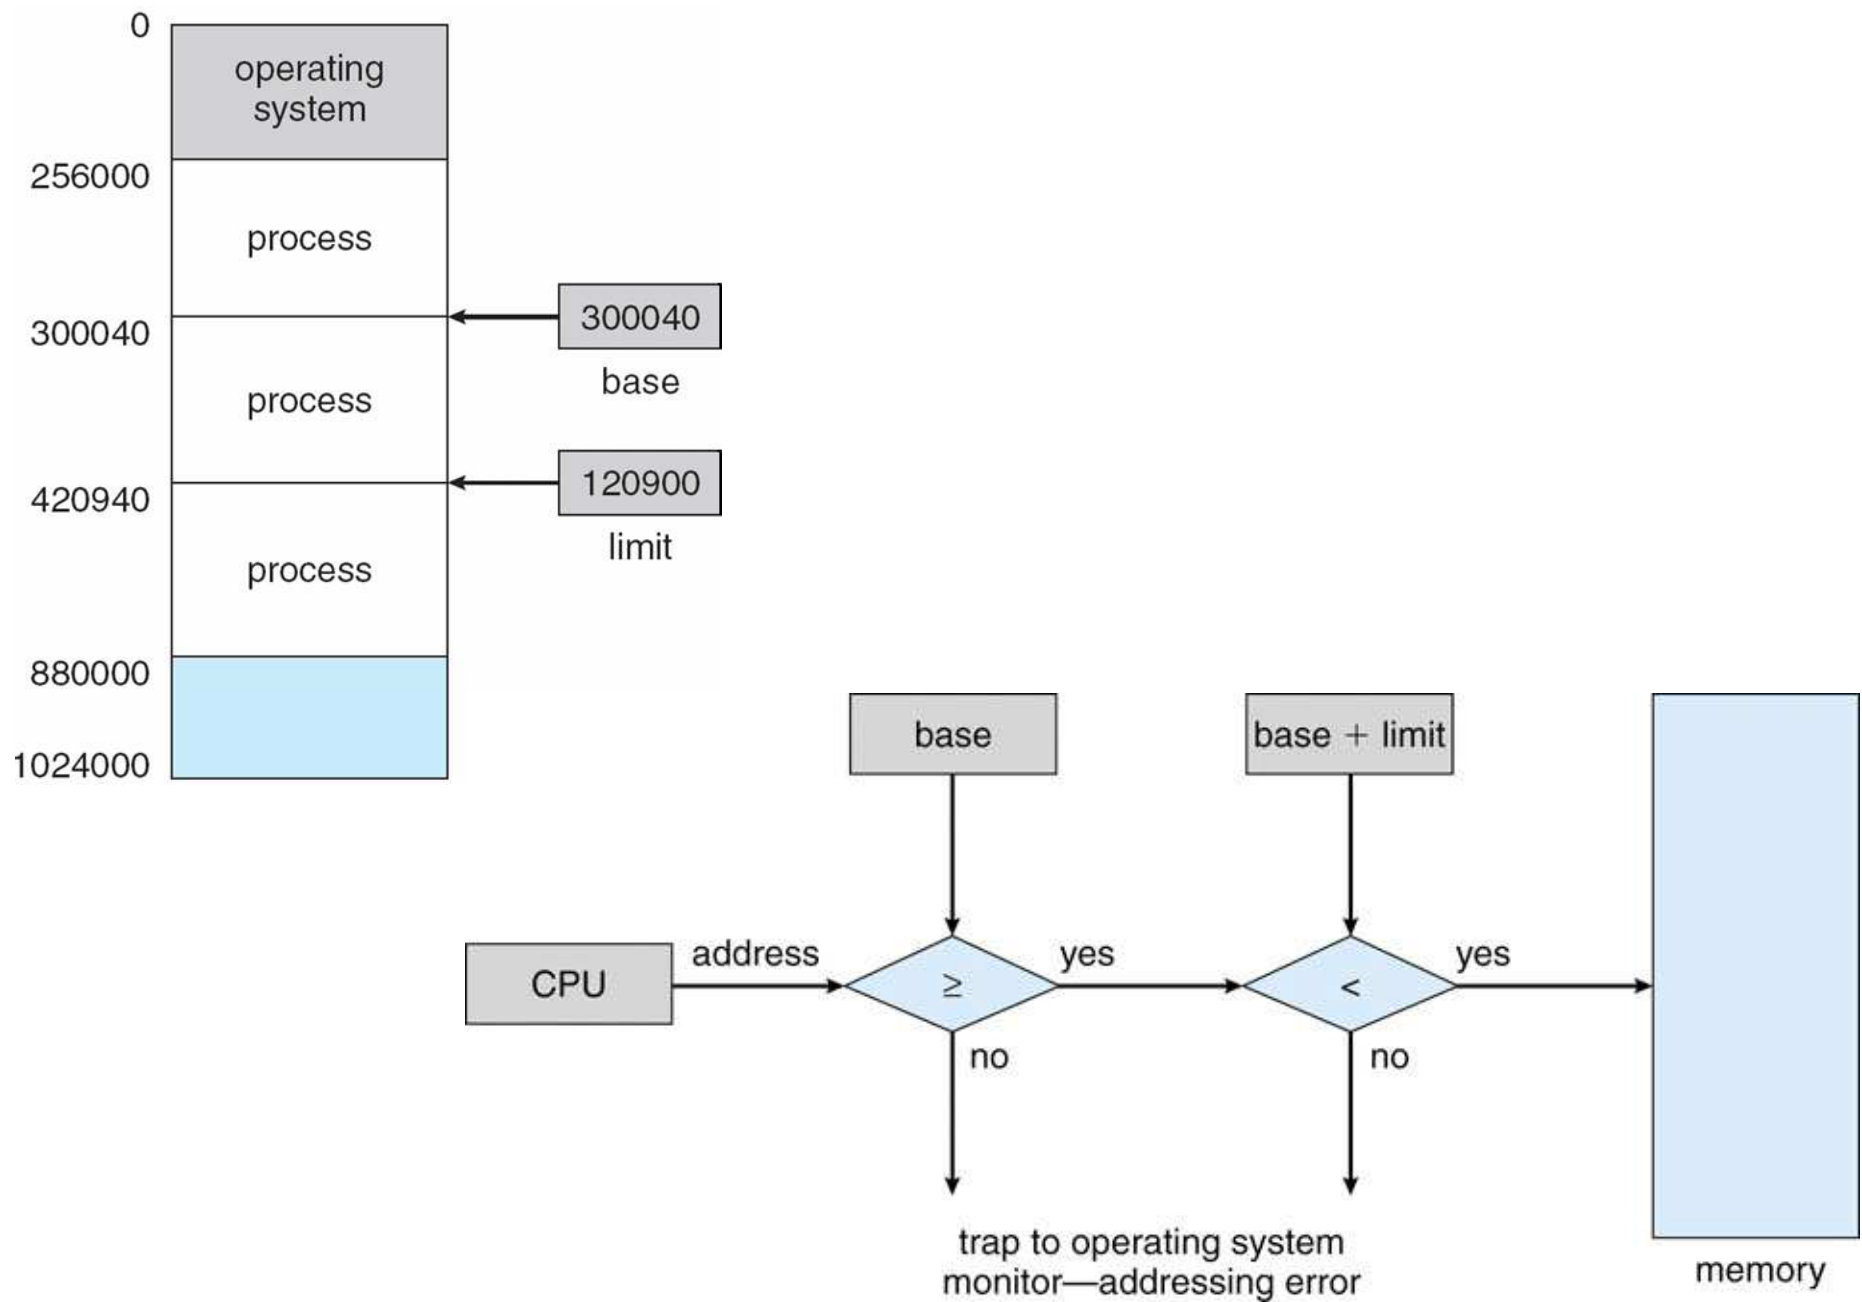 0
operating
system
256000
process
300040
300040
base
process
120900
limit
420940
process
880000
1024000
base
base + limit
CPU
address
≥
yes
<
yes
no
no
trap to operating system
monitor—addressing error
memory